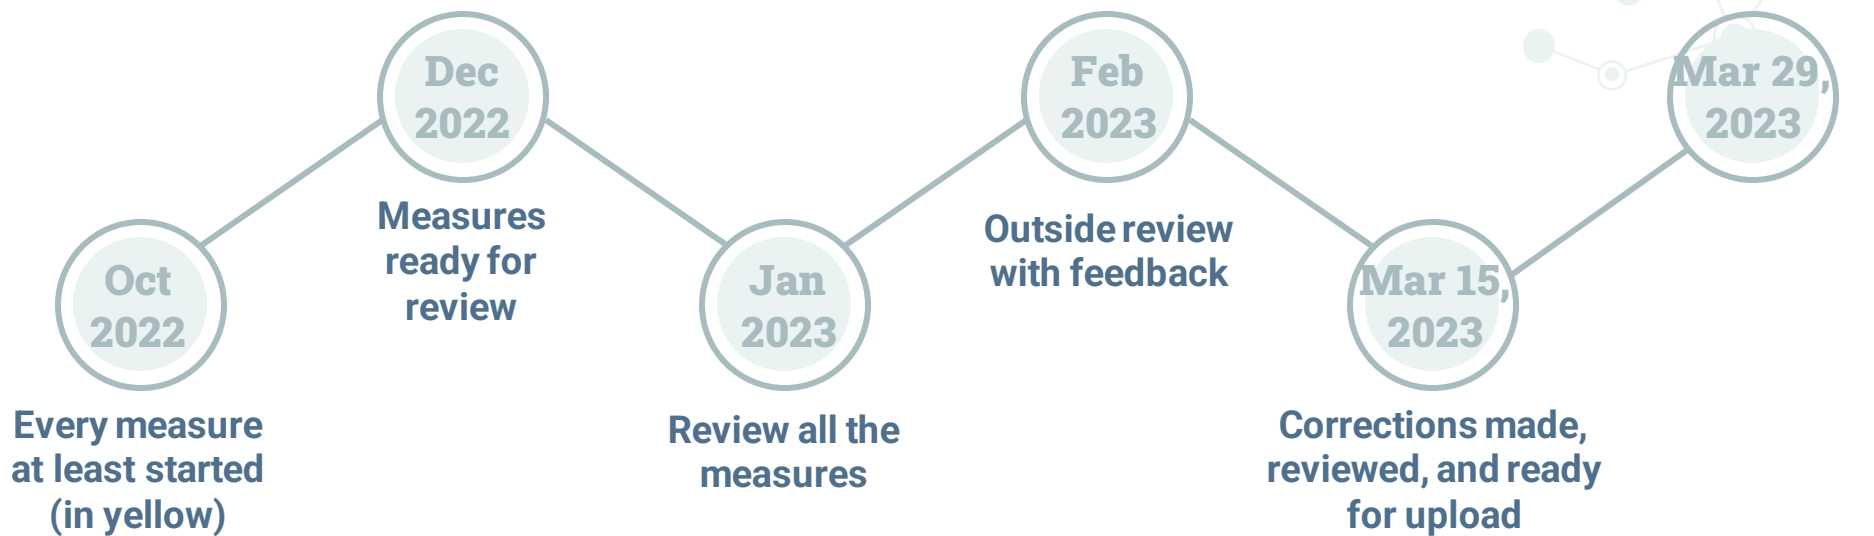 Oct
2022
Every measure
at least started
(in yellow)
Dec
2022
Measures
ready for
review
Jan
2023
Review all the
measures
Feb
2023
Outside review
with feedback
Mar 15,
2023
Corrections made,
reviewed, and ready
for upload
Mar 29,
2023